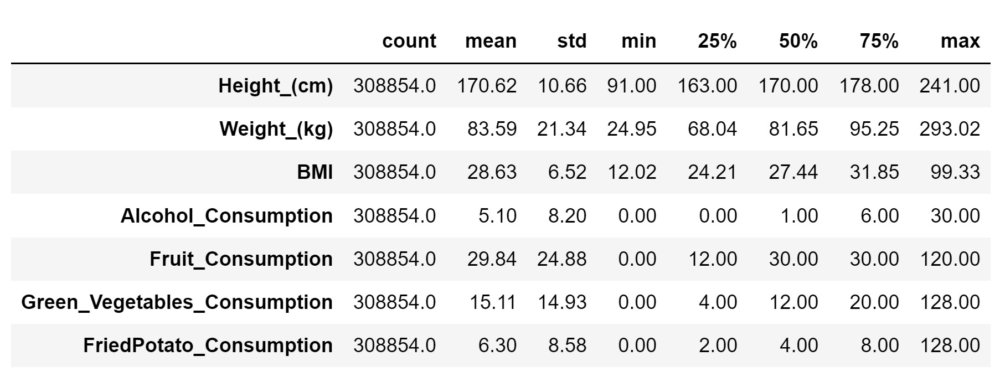 count mean std min 25% 50% 75% max
Height_(cm) 308854.0 170.62 10.66 91.00 163.00 170.00 178.00 241.00
Weight_(kg) 308854.0 83.59 21.34 24.95 68.04 81.65 95.25 293.02
BMI 308854.0 28.63 6.52 12.02 24.21 27.44 31.85 99.33
Alcohol_Consumption 308854.0 5.10 8.20 0.00 0.00 1.00 6.00 30.00
Fruit_Consumption 308854.0 29.84 24.88 0.00 12.00 30.00 30.00 120.00
Green_Vegetables_Consumption 308854.0 15.11 14.93 0.00 4.00 12.00 20.00 128.00
FriedPotato_Consumption 308854.0 6.30 8.58 0.00 2.00 4.00 8.00 128.00